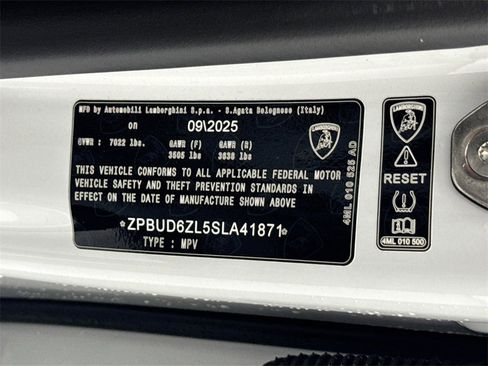 MFD by Automobili Lamborghini S.p.a. - S.Agata Bolognese (Italy)
on 09\2025
GVWR : 7022 lbs. GAWR (F) GAWR (R)
3505 lbs 3638 lbs
THIS VEHICLE CONFORMS TO ALL APPLICABLE FEDERAL MOTOR
VEHICLE SAFETY AND THEFT PREVENTION STANDARDS IN
EFFECT ON THE DATE OF MANUFACTURE SHOWN ABOVE
ZPBUD6ZL5SLA41871
TYPE : MPV
4ML 010 525 AD
LAMBORGHINI
LAMBORGHINI
RESET
4ML 010 500